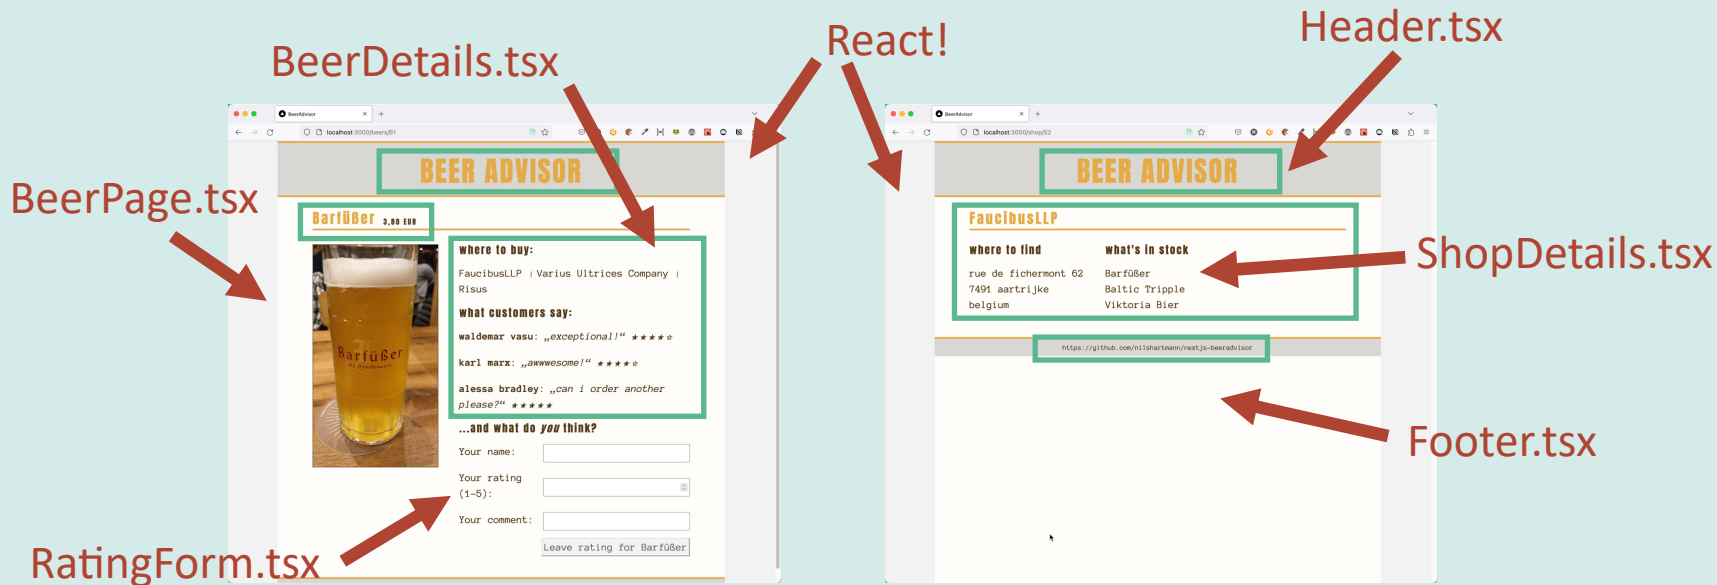 React!
Header.tsx
BeerDetails.tsx
BeerPage.tsx
ShopDetails.tsx
Footer.tsx
RatingForm.tsx
BeerAdvisor × +
localhost:3000/beers/B1
BEER ADVISOR
Barfüßer 3,80 EUR
Barfüßer
where to buy:
FaucibusLLP | Varius Ultrices Company |
Risus
what customers say:
waldemar vasu: „exceptional!“ ★★★★☆
karl marx: „awwwesome!“ ★★★★☆
alessa bradley: „can i order another
please?“ ★★★★★
...and what do you think?
Your name:
Your rating
(1-5):
Your comment:
Leave rating for Barfüßer
BeerAdvisor × +
localhost:3000/shop/S2
BEER ADVISOR
FaucibusLLP
where to find
rue de fichermont 62
7491 aartrijke
belgium
what's in stock
Barfüßer
Baltic Tripple
Viktoria Bier
https://github.com/nilshartmann/nextjs-beeradvisor